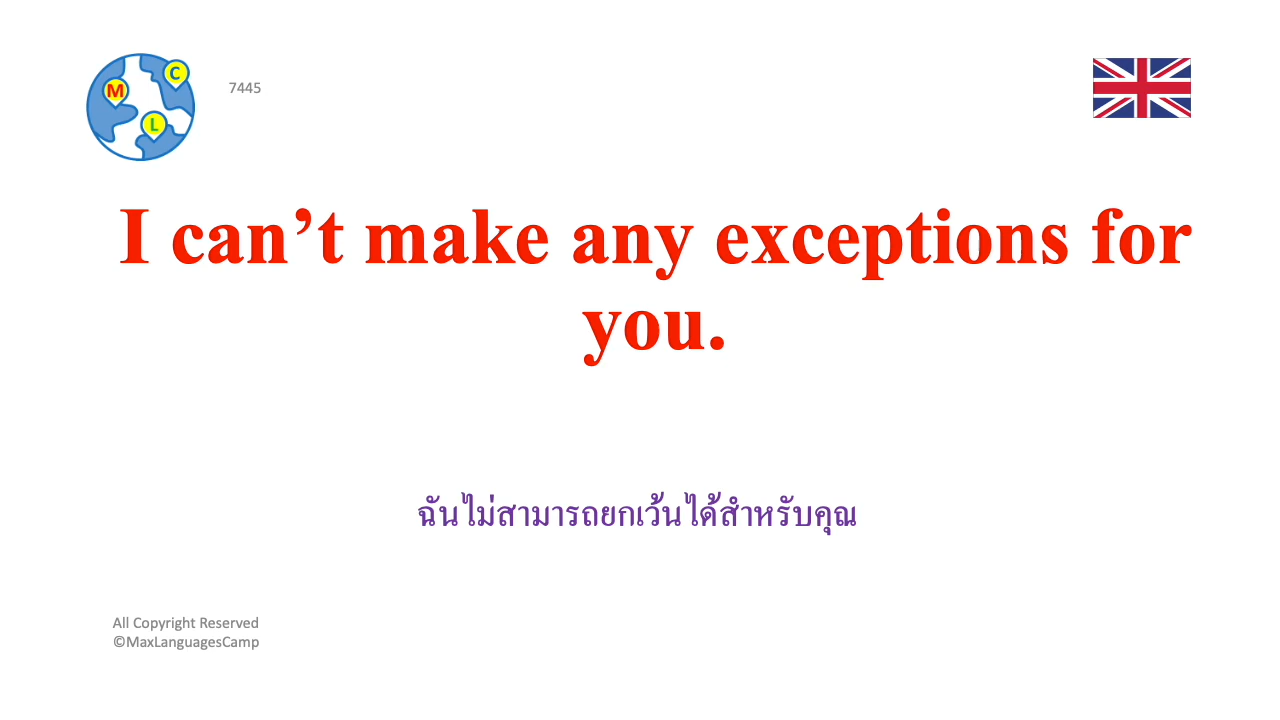 M
C
L
7445
I can’t make any exceptions for
you.
ฉันไม่สามารถยกเว้นได้สำหรับคุณ
All Copyright Reserved
©MaxLanguagesCamp